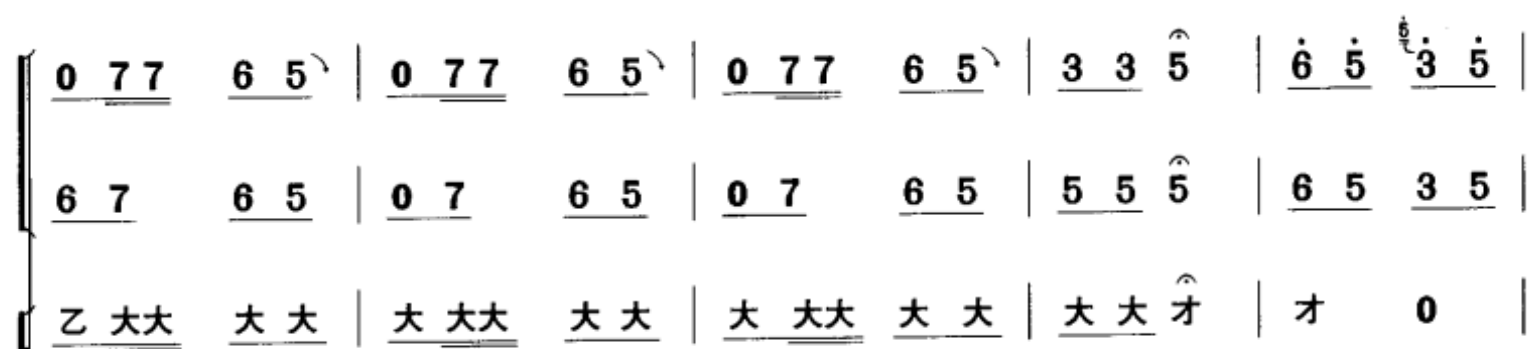 0 7 7 6 5 | 0 7 7 6 5 | 0 7 7 6 5 | 3 3 5 | 6 5 3 5 |
6 7 6 5 | 0 7 6 5 | 0 7 6 5 | 5 5 5 | 6 5 3 5 |
乙 大大 大 大 | 大 大大 大 大 | 大 大大 大 大 | 大 大 才 | 才 0 |